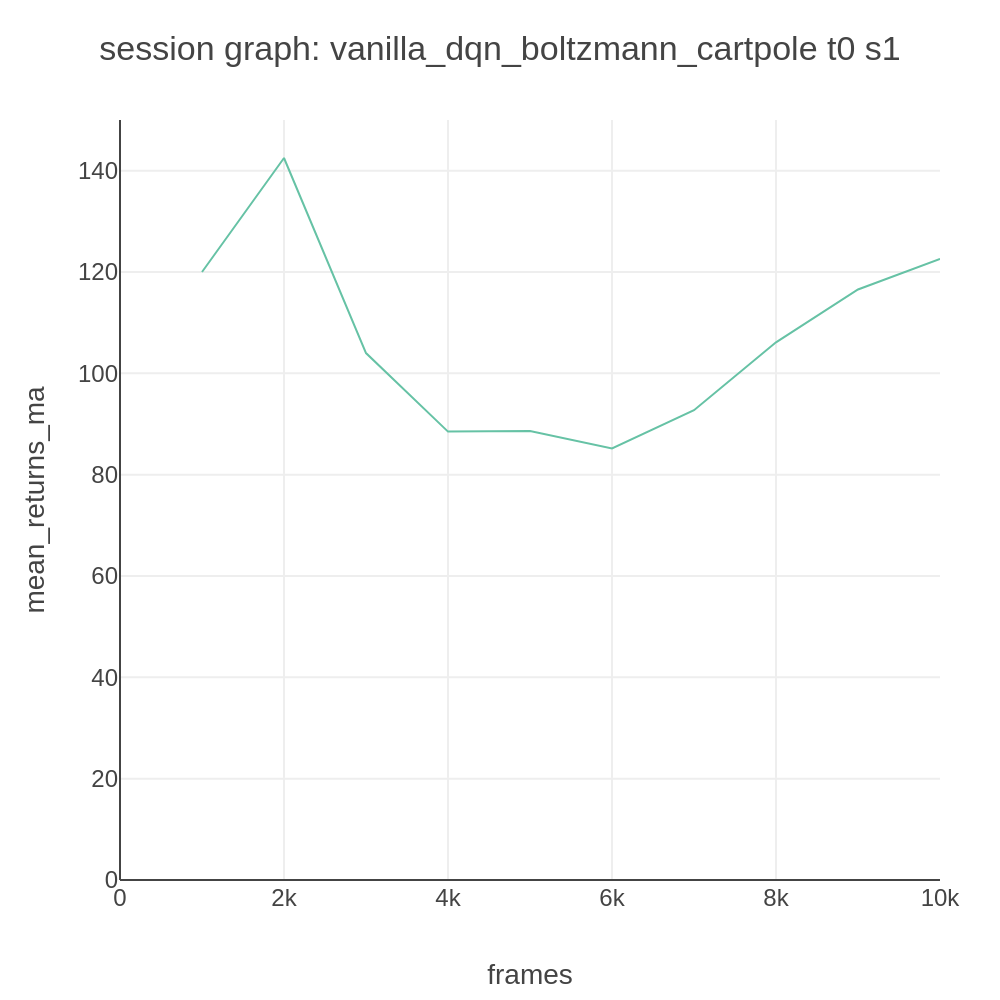 session graph: vanilla_dqn_boltzmann_cartpole t0 s1
140
120
100
80
60
40
20
0
mean_returns_ma
0 2k 4k 6k 8k 10k
frames